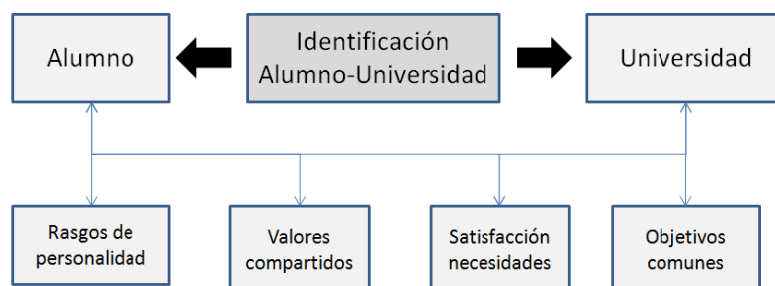 Alumno
Identificación
Alumno-Universidad
Universidad
Rasgos de
personalidad
Valores
compartidos
Satisfacción
necesidades
Objetivos
comunes